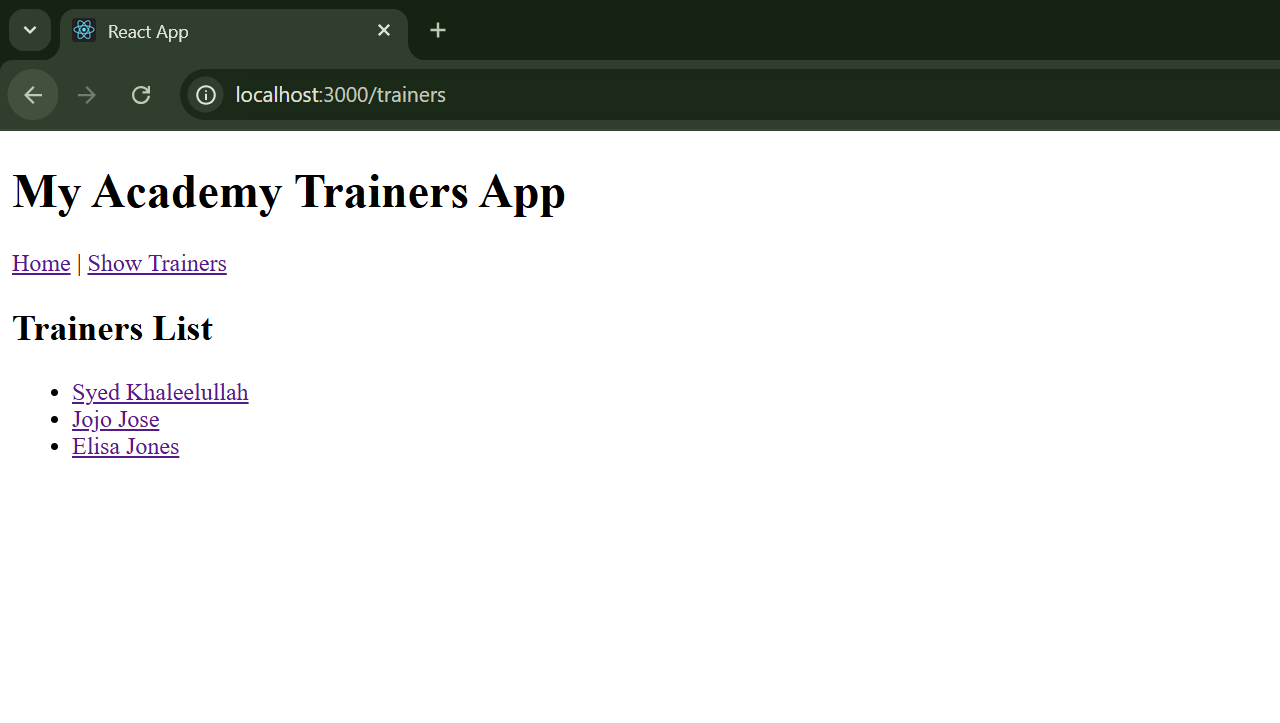 React App
localhost:3000/trainers
My Academy Trainers App
Home | Show Trainers
Trainers List
Syed Khaleelullah
Jojo Jose
Elisa Jones